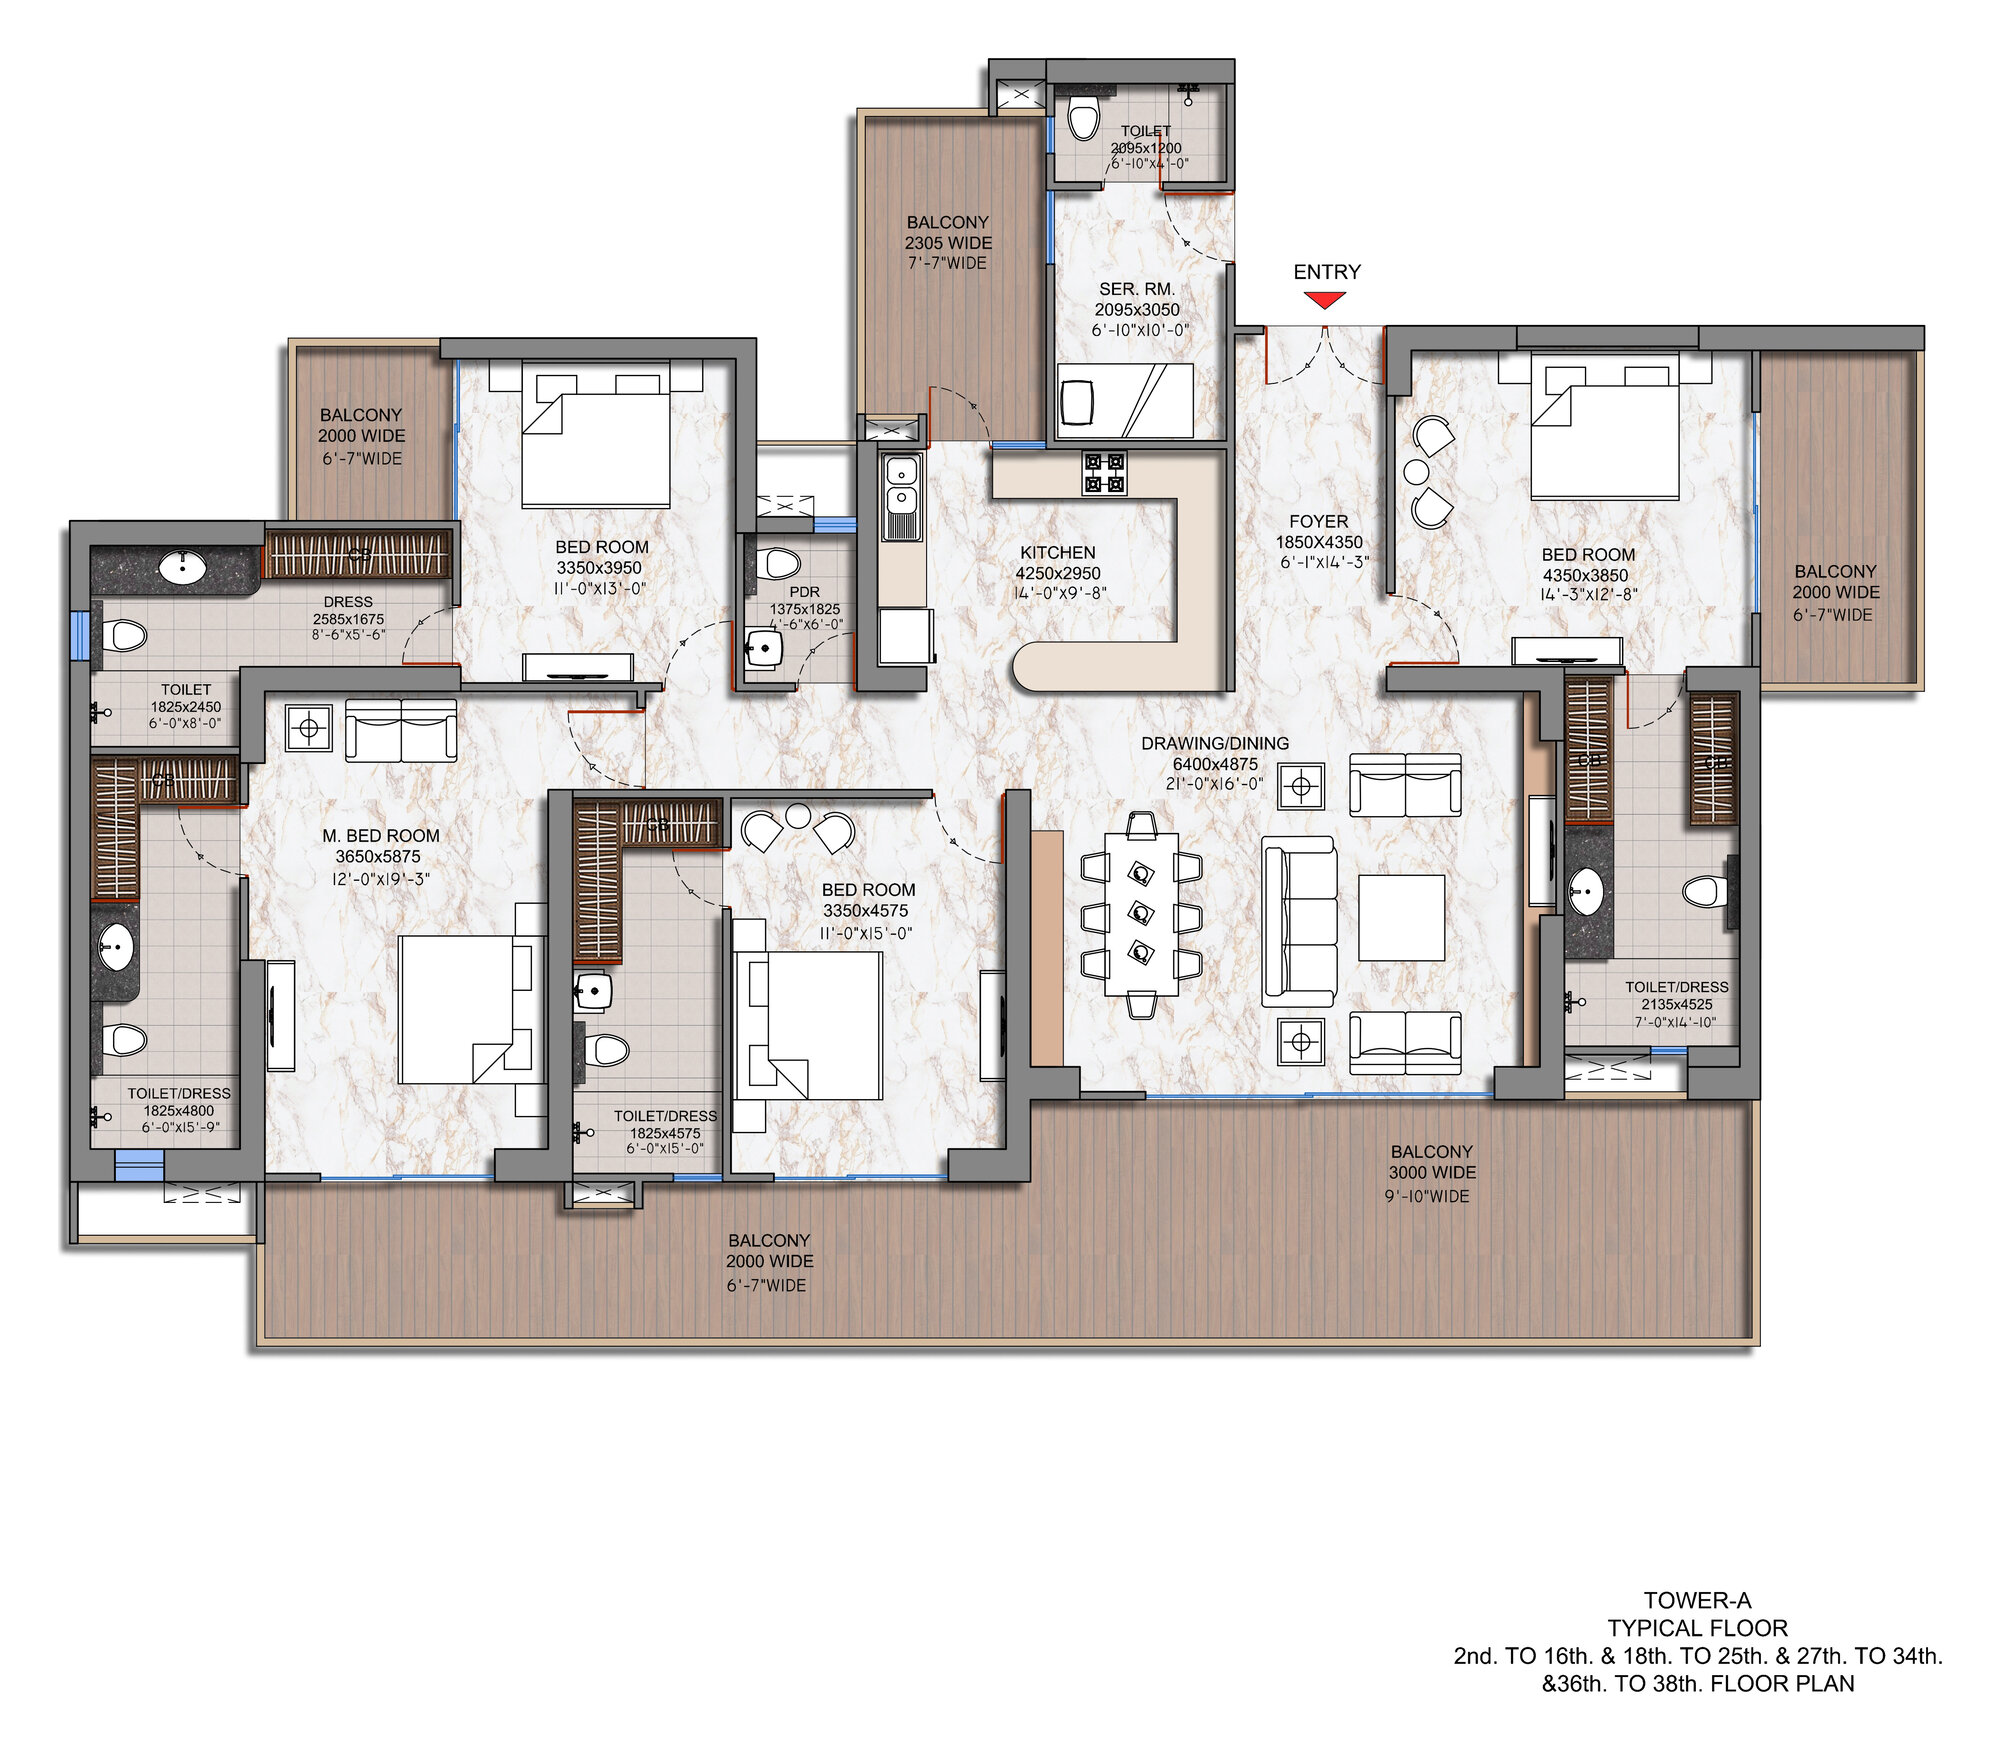 TOILET
2095x1200
6'-10"X4'-0"
BALCONY
2305 WIDE
7'-7"WIDE
SER. RM.
2095x3050
6'-10"X10'-0"
ENTRY
BALCONY
2000 WIDE
6'-7"WIDE
BED ROOM
3350x3950
11'-0"x13'-0"
CB
DRESS
2585x1675
8'-6"x5'-6"
TOILET
1825x2450
6'-0"x8'-0"
PDR
1375x1825
4'-6"x6'-0"
KITCHEN
4250x2950
14'-0"x9'-8"
FOYER
1850X4350
6'-1"x14'-3"
BED ROOM
4350x3850
14'-3"x12'-8"
BALCONY
2000 WIDE
6'-7"WIDE
CB
M. BED ROOM
3650x5875
12'-0"x19'-3"
CB
BED ROOM
3350x4575
11'-0"x15'-0"
DRAWING/DINING
6400x4875
21'-0"x16'-0"
CB
CB
TOILET/DRESS
2135x4525
7'-0"x14'-10"
TOILET/DRESS
1825x4800
6'-0"x15'-9"
TOILET/DRESS
1825x4575
6'-0"x15'-0"
BALCONY
3000 WIDE
9'-10"WIDE
BALCONY
2000 WIDE
6'-7"WIDE
TOWER-A
TYPICAL FLOOR
2nd. TO 16th. & 18th. TO 25th. & 27th. TO 34th.
&36th. TO 38th. FLOOR PLAN